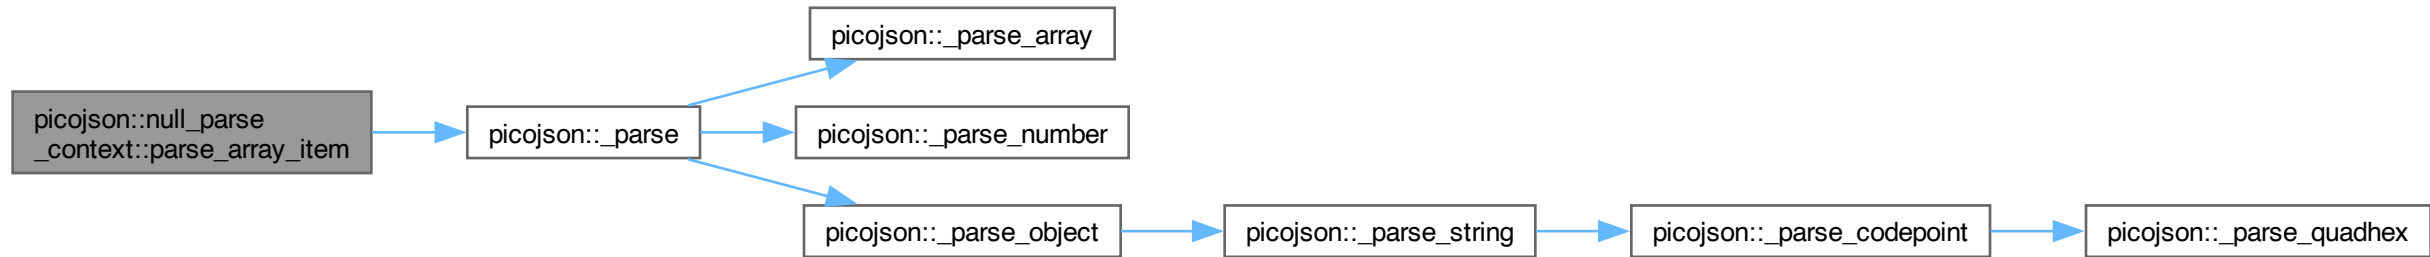 picojson::null_parse
_context::parse_array_item
picojson::_parse
picojson::_parse_array
picojson::_parse_number
picojson::_parse_object
picojson::_parse_string
picojson::_parse_codepoint
picojson::_parse_quadhex